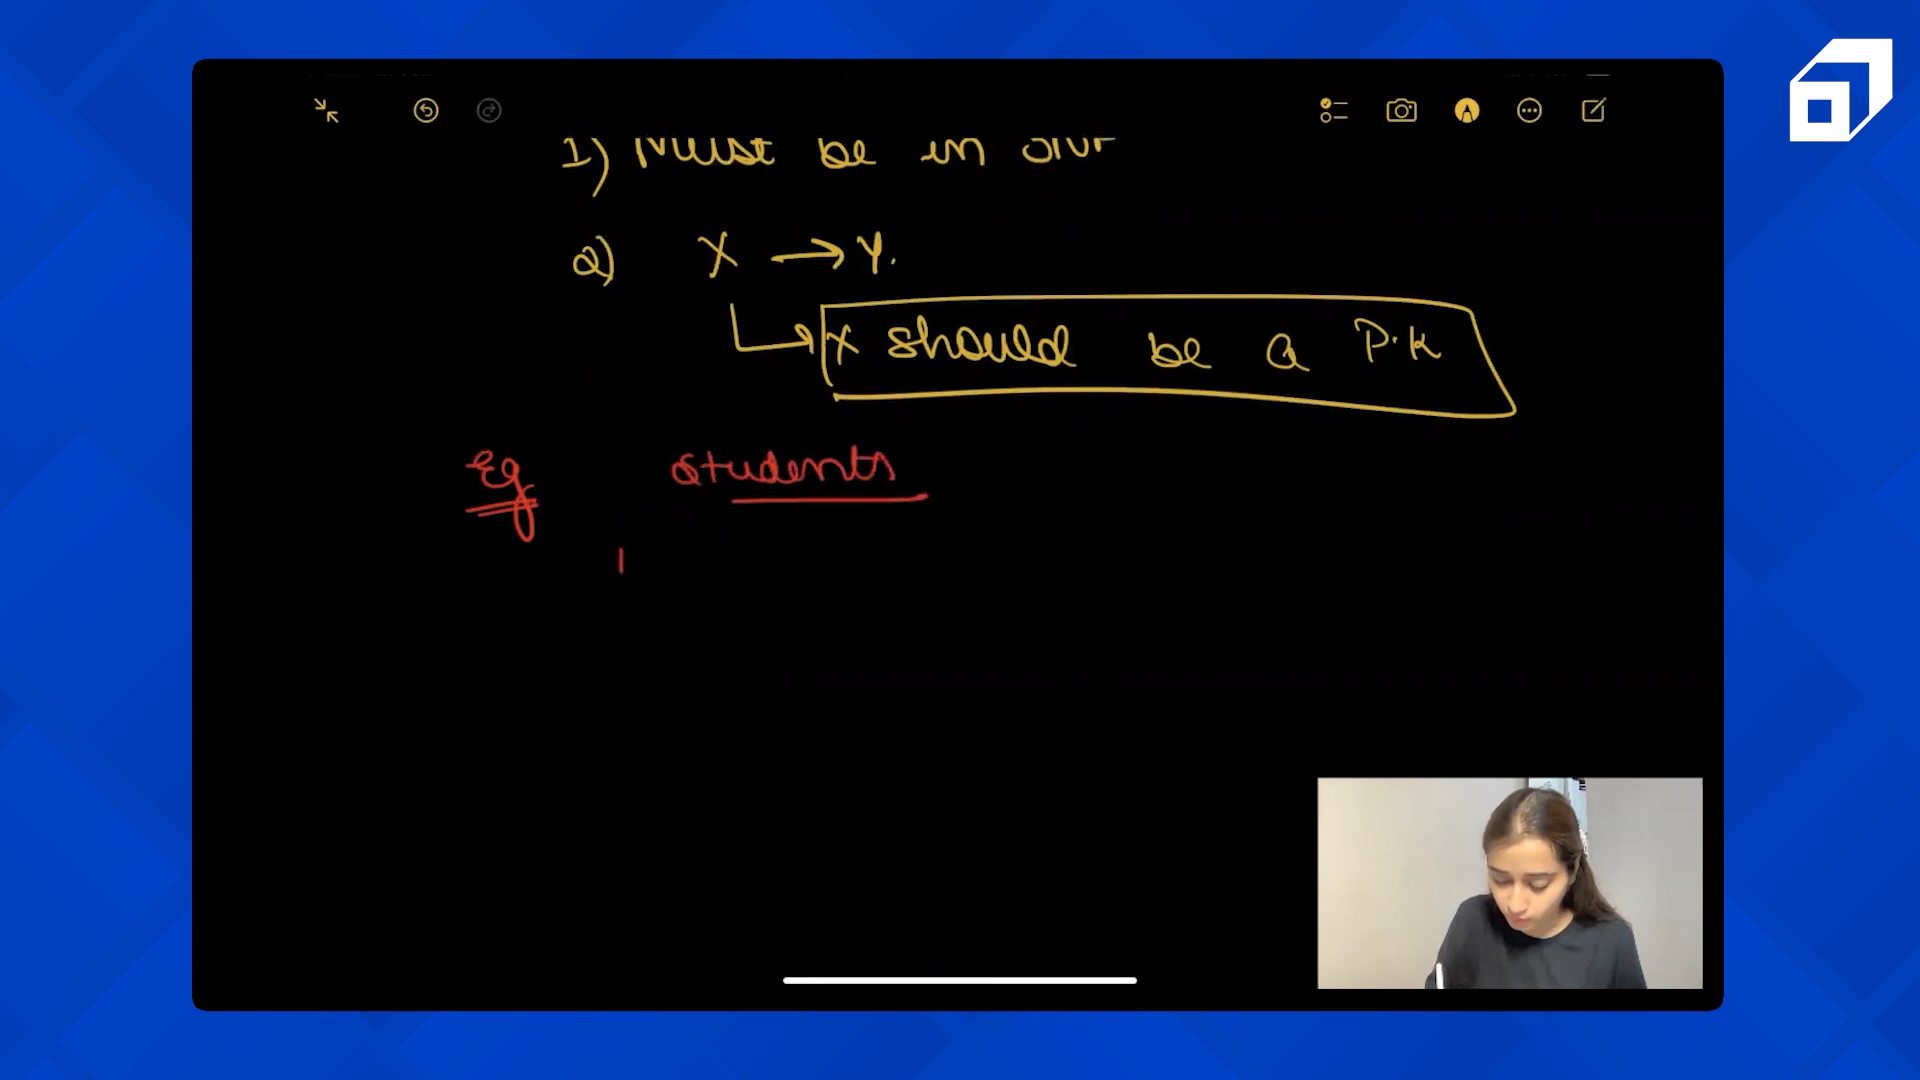 1) Must be in 3NF
2) X → Y.
X should be a P.K
Eg Students